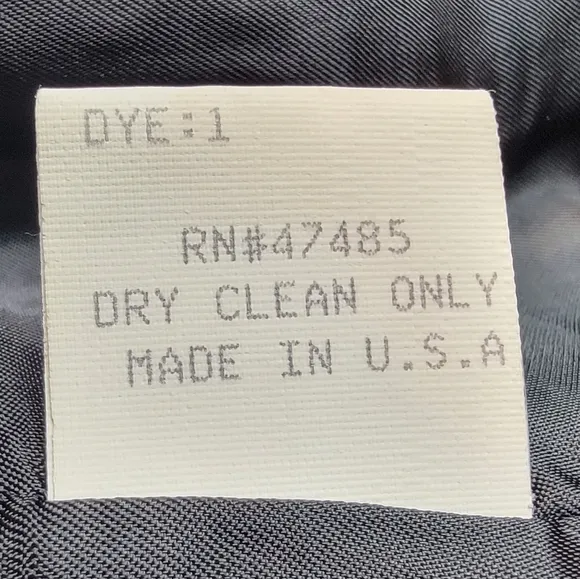 DYE:1
RN#47485
DRY CLEAN ONLY
MADE IN U.S.A